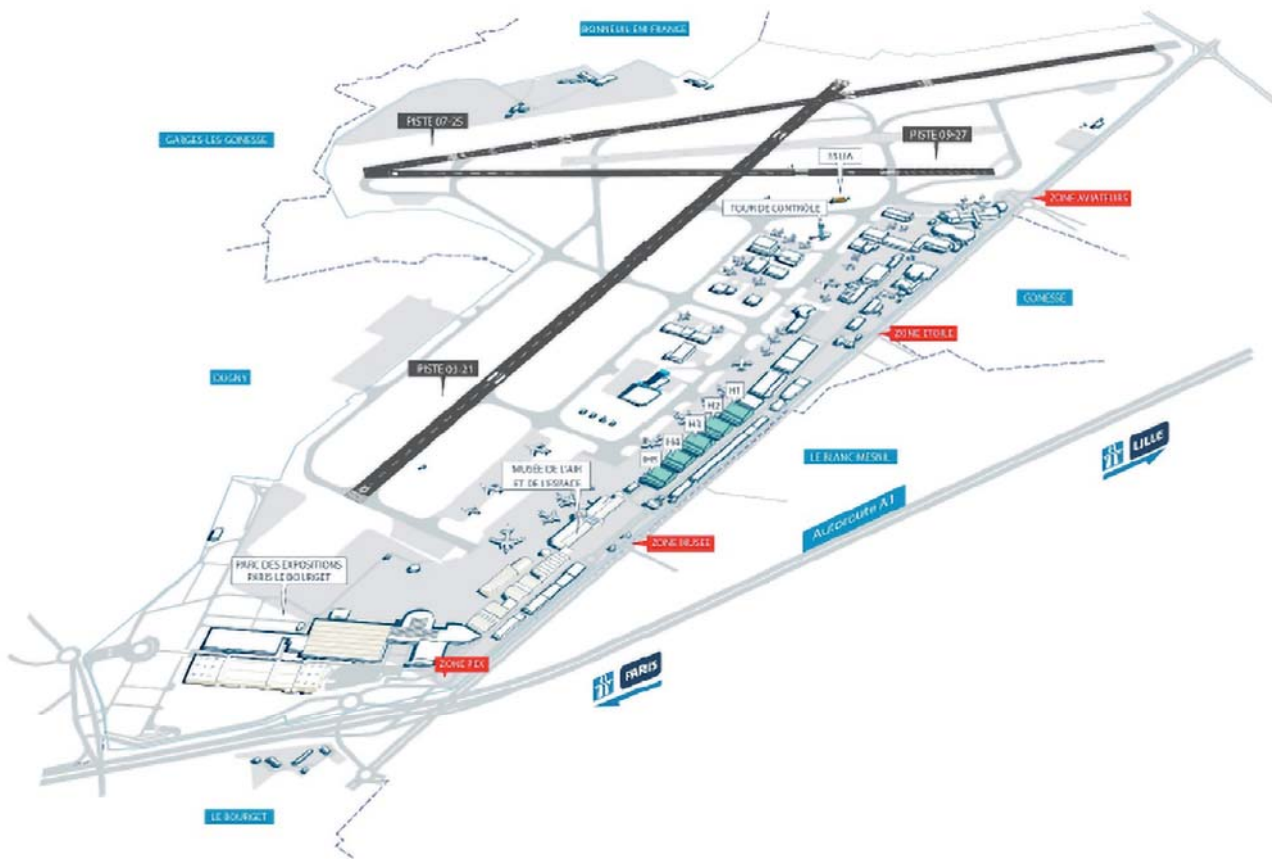 BONNEUIL EN FRANCE
PISTE 07-25
GARGES LES GONESSE
PISTE 09-27
SSLIA
ZONE AVIATEURS
TOUR DE CONTRÔLE
GONESSE
ZONE ETOILE
DUGNY
PISTE 03-21
H1
H2
H3
H4
H5
LE BLANC MESNIL
LILLE
MUSÉE DE L'AIR
ET DE L'ESPACE
Autoroute A1
ZONE MUSEE
PARC DES EXPOSITIONS
PARIS LE BOURGET
ZONE PEX
PARIS
LE BOURGET